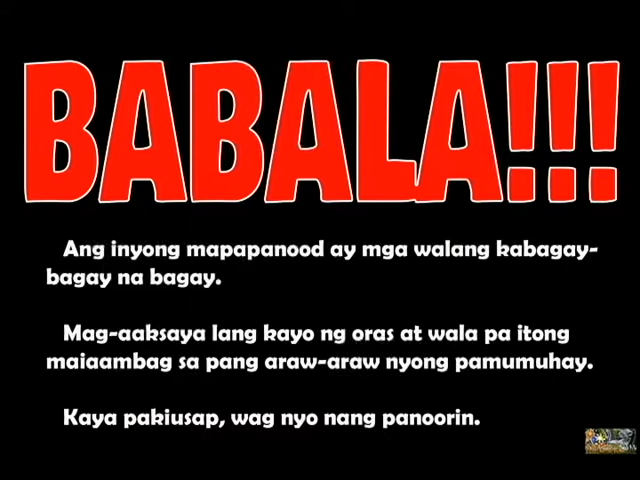 BABALA!!!
Ang inyong mapapanood ay mga walang kabagay-
bagay na bagay.
Mag-aaksaya lang kayo ng oras at wala pa itong
maiaambag sa pang araw-araw nyong pamumuhay.
Kaya pakiusap, wag nyo nang panoorin.